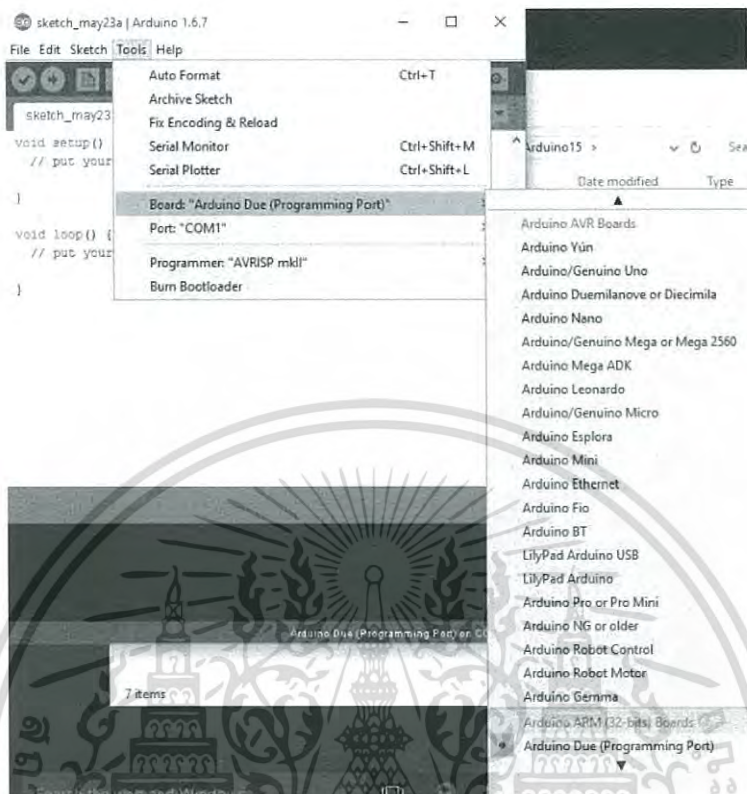 sketch_may23a | Arduino 1.6.7
File Edit Sketch Tools Help
sketch_may23
void setup()
// put your
}
void loop() {
// put your
}
Auto Format Ctrl+T
Archive Sketch
Fix Encoding & Reload
Serial Monitor Ctrl+Shift+M
Serial Plotter Ctrl+Shift+L
Board: "Arduino Due (Programming Port)"
Port: "COM1"
Programmer: "AVRISP mkII"
Burn Bootloader
Arduino15 > Sea
Date modified Type
Arduino AVR Boards
Arduino Yún
Arduino/Genuino Uno
Arduino Duemilanove or Diecimila
Arduino Nano
Arduino/Genuino Mega or Mega 2560
Arduino Mega ADK
Arduino Leonardo
Arduino/Genuino Micro
Arduino Esplora
Arduino Mini
Arduino Ethernet
Arduino Fio
Arduino BT
LilyPad Arduino USB
LilyPad Arduino
Arduino Pro or Pro Mini
Arduino NG or older
Arduino Robot Control
Arduino Robot Motor
Arduino Gemma
Arduino ARM (32-bits) Boards
Arduino Due (Programming Port)
Arduino Due (Programming Port) on CO
7 items